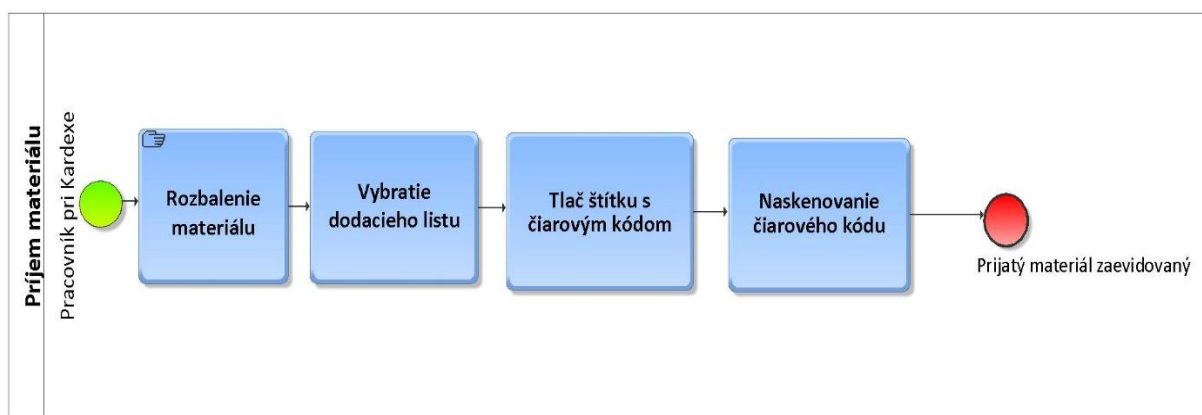 Príjem materiálu
Pracovník pri Kardexe
Rozbalenie
materiálu
Vybratie
dodacieho listu
Tlač štítku s
čiarovým kódom
Naskenovanie
čiarového kódu
Prijatý materiál zaevidovaný